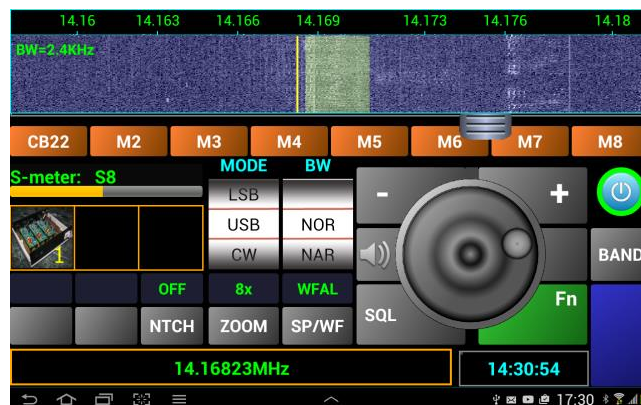 14.16 14.163 14.166 14.169 14.173 14.176 14.18
BW=2.4KHz
CB22 M2 M3 M4 M5 M6 M7 M8
MODE BW
S-meter: S8
LSB
- +
USB NOR
1 CW NAR BAND
OFF 8x WFAL
Fn
SQL
NTCH ZOOM SP/WF
14.16823MHz 14:30:54
17:30